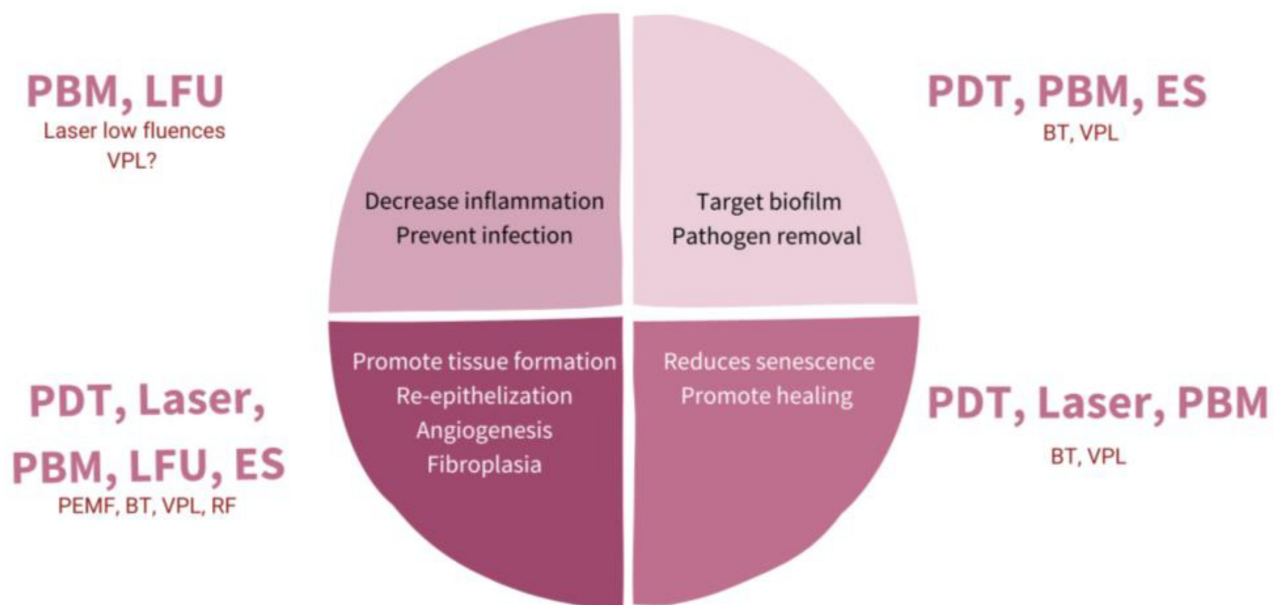 PBM, LFU
Laser low fluences
VPL?
PDT, PBM, ES
BT, VPL
Decrease inflammation
Prevent infection
Target biofilm
Pathogen removal
Promote tissue formation
Re-epithelization
Angiogenesis
Fibroplasia
Reduces senescence
Promote healing
PDT, Laser,
PBM, LFU, ES
PEMF, BT, VPL, RF
PDT, Laser, PBM
BT, VPL